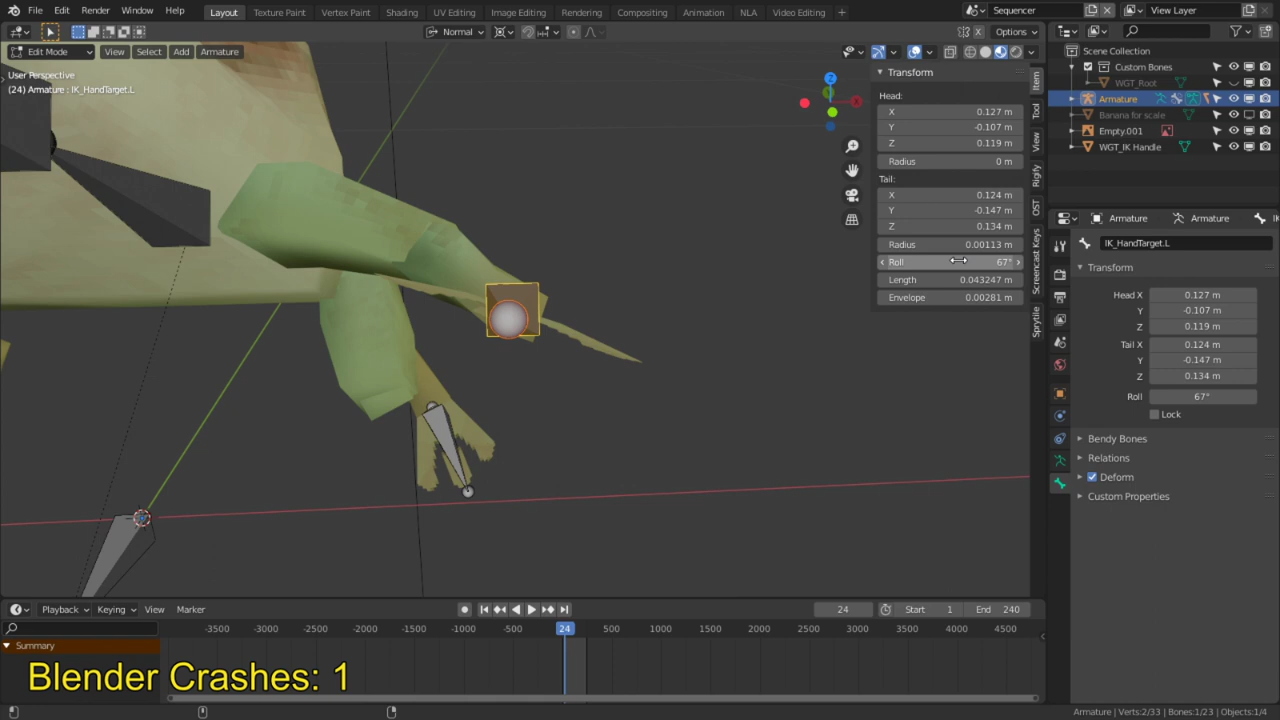 File Edit Render Window Help Layout Texture Paint Vertex Paint Shading UV Editing Image Editing Rendering Compositing Animation NLA Video Editing + Sequencer View Layer
Normal Options
Edit Mode View Select Add Armature
User Perspective
(24) Armature : IK_HandTarget.L
Transform
Head:
X 0.127 m
Y -0.107 m
Z 0.119 m
Radius 0 m
Tail:
X 0.124 m
Y -0.147 m
Z 0.134 m
Radius 0.00113 m
Roll 67°
Length 0.043247 m
Envelope 0.00281 m
Item
Tool
View
Rigify
OST
Screencast Keys
Sprytile
Z
X
Scene Collection
Custom Bones
WGT_Root
Armature
Banana for scale
Empty.001
WGT_IK Handle
Armature Armature
IK_HandTarget.L
Transform
Head X 0.127 m
Y -0.107 m
Z 0.119 m
Tail X 0.124 m
Y -0.147 m
Z 0.134 m
Roll 67°
Lock
Bendy Bones
Relations
Deform
Custom Properties
Playback Keying View Marker 24 Start 1 End 240
-3500 -3000 -2500 -2000 -1500 -1000 -500 24 500 1000 1500 2000 2500 3000 3500 4000 4500
Summary
Blender Crashes: 1
Armature | Verts:2/33 | Bones:1/23 | Objects:1/4